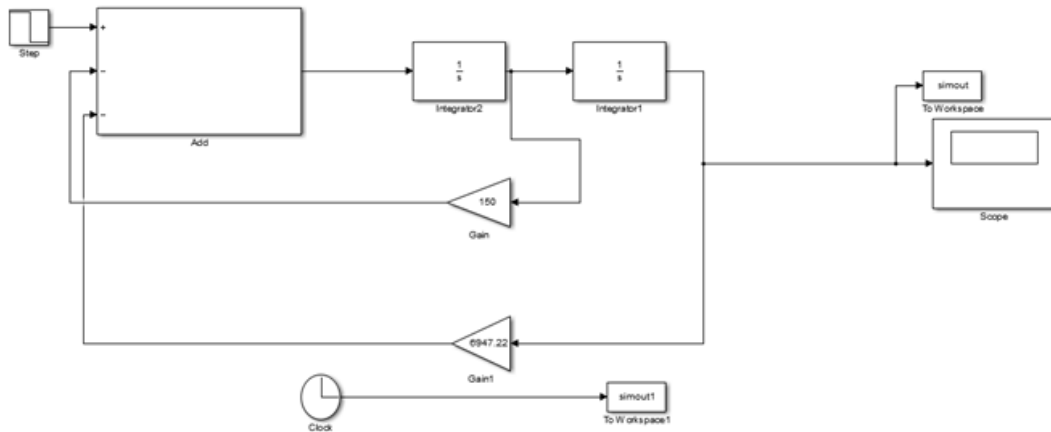 Step
+
−
−
Add
1
s
Integrator2
1
s
Integrator1
simout
To Workspace
Scope
150
Gain
6947.22
Gain1
Clock
simout1
To Workspace1